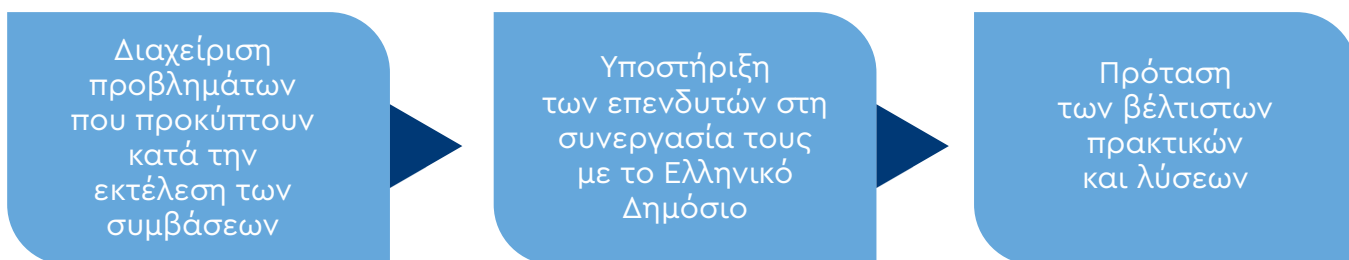 Διαχείριση
προβλημάτων
που προκύπτουν
κατά την
εκτέλεση των
συμβάσεων
Υποστήριξη
των επενδυτών στη
συνεργασία τους
με το Ελληνικό
Δημόσιο
Πρόταση
των βέλτιστων
πρακτικών
και λύσεων